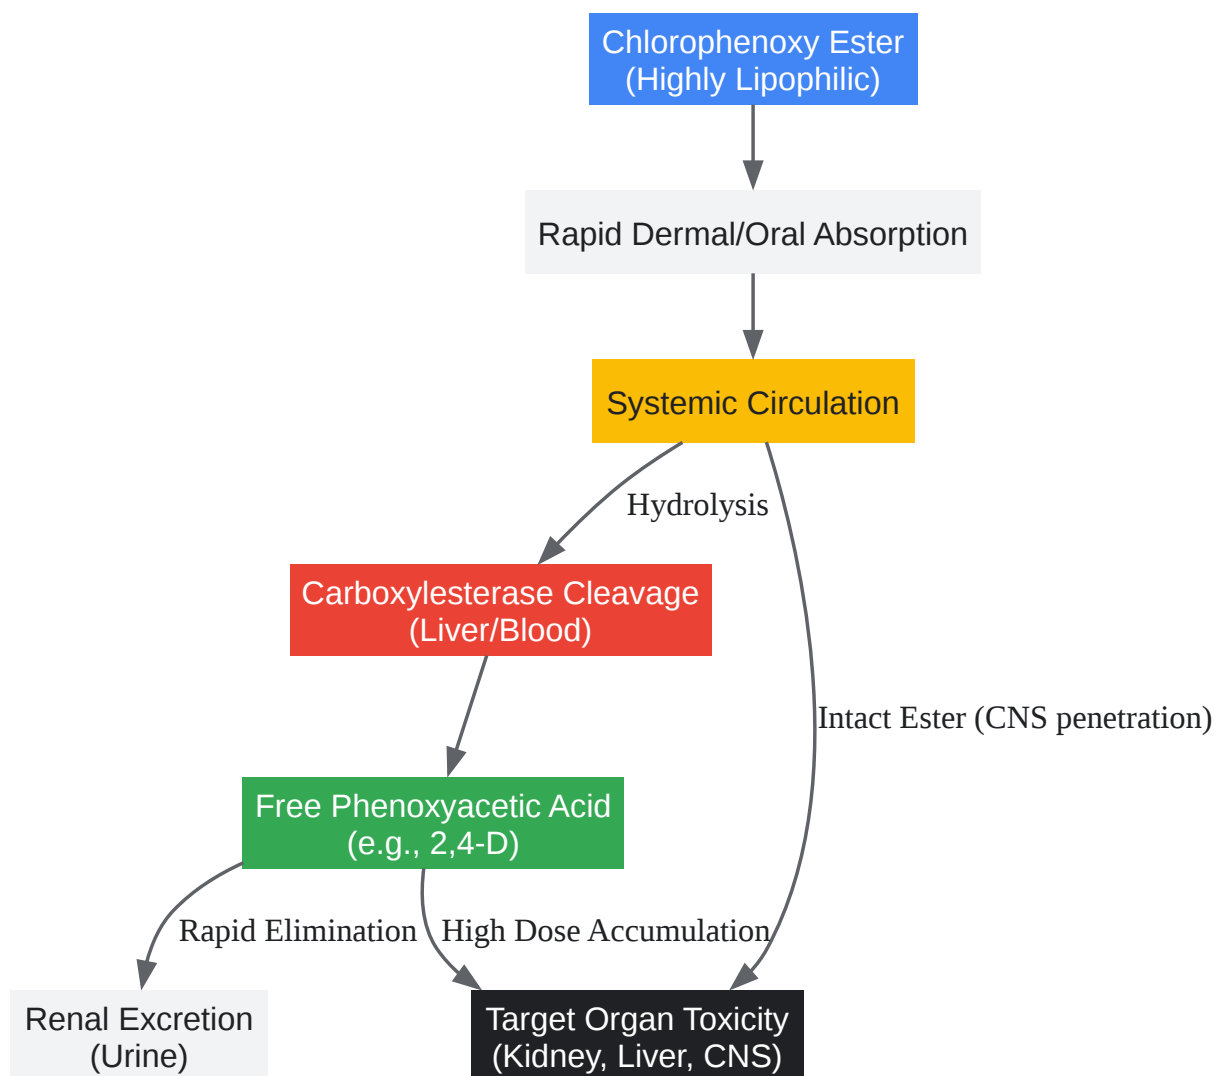 Chlorophenoxy Ester
(Highly Lipophilic)
Rapid Dermal/Oral Absorption
Systemic Circulation
Hydrolysis
Carboxylesterase Cleavage
(Liver/Blood)
Intact Ester (CNS penetration)
Free Phenoxyacetic Acid
(e.g., 2,4-D)
Rapid Elimination
High Dose Accumulation
Renal Excretion
(Urine)
Target Organ Toxicity
(Kidney, Liver, CNS)